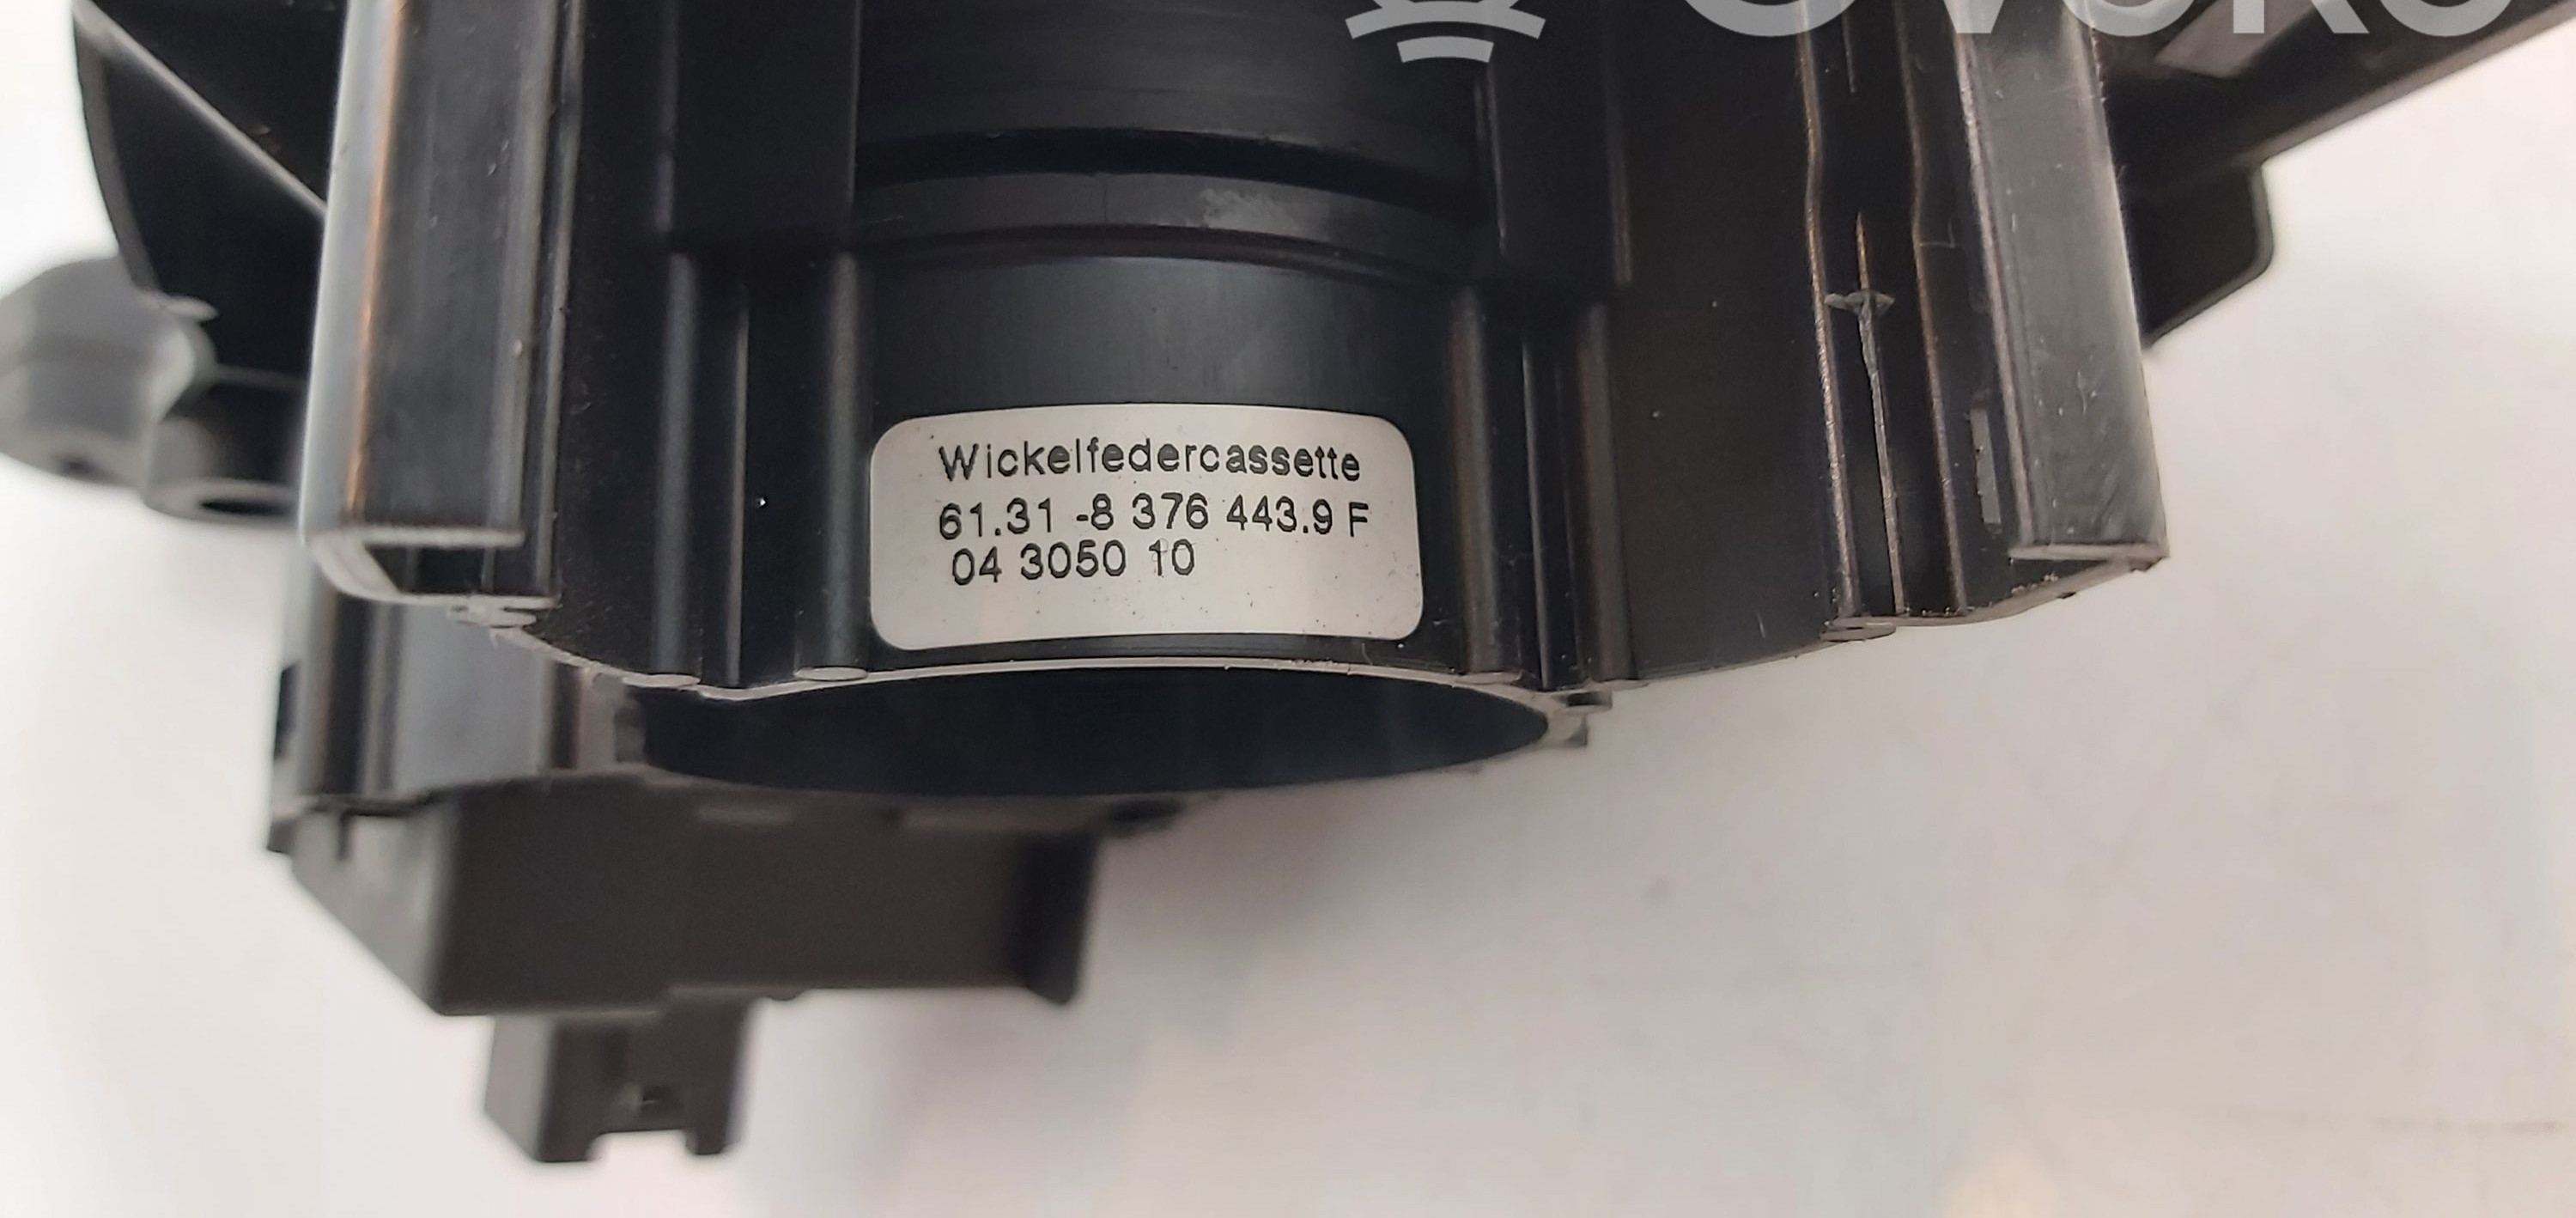 Wickelfedercassette
61.31 -8 376 443.9 F
04 3050 10